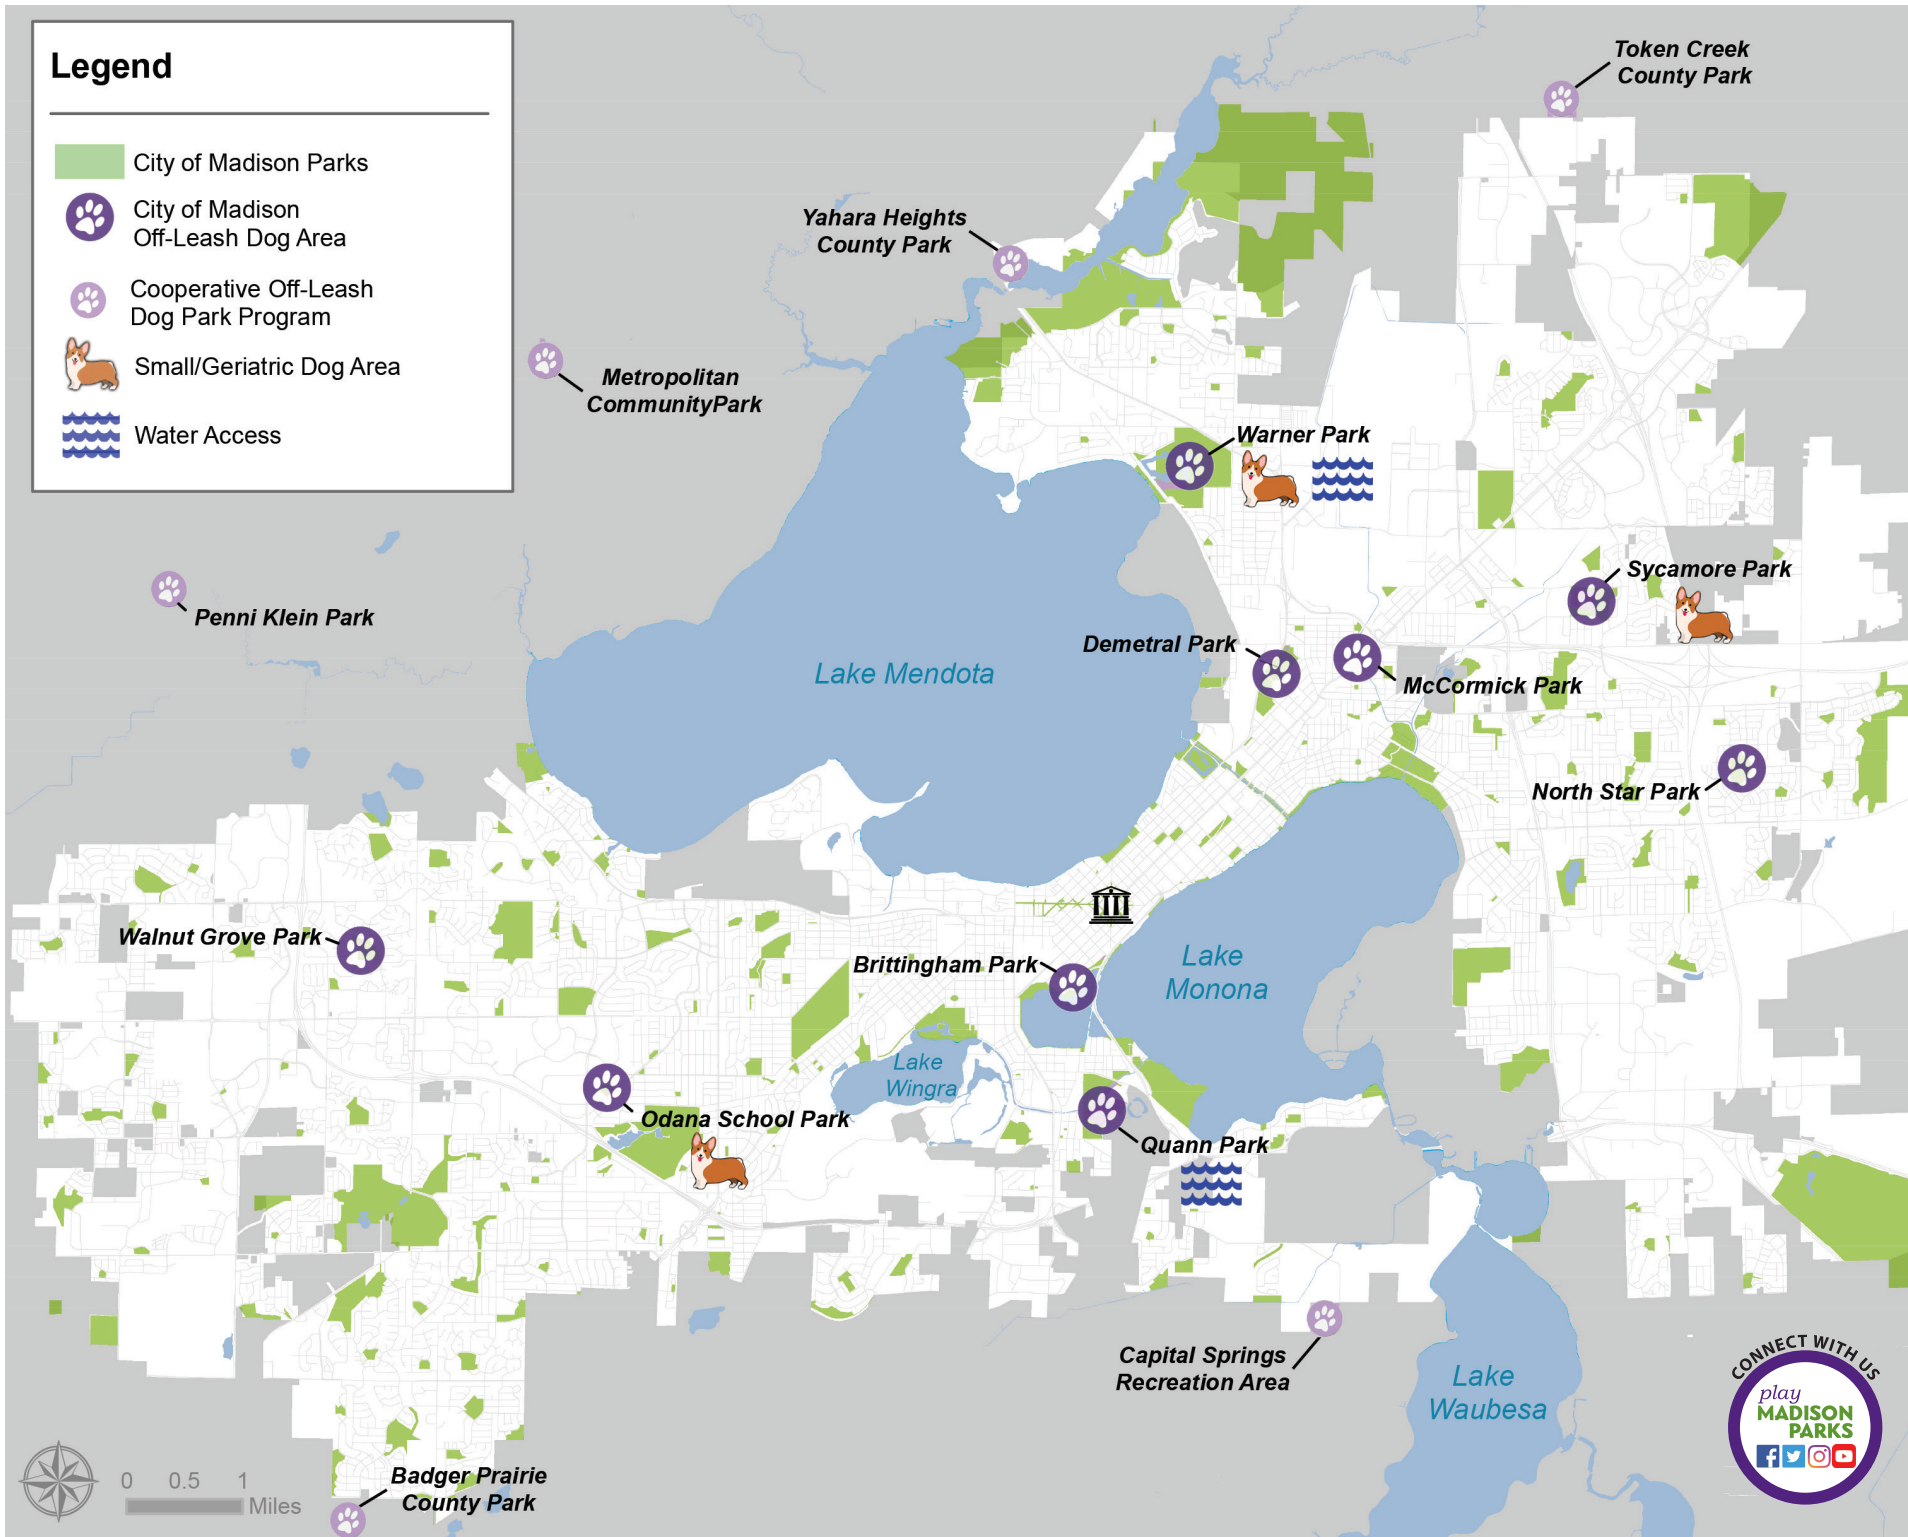 Legend
City of Madison Parks
City of Madison
Off-Leash Dog Area
Cooperative Off-Leash
Dog Park Program
Small/Geriatric Dog Area
Water Access
Token Creek
County Park
Yahara Heights
County Park
Metropolitan
CommunityPark
Warner Park
Sycamore Park
Penni Klein Park
Demetral Park
Lake Mendota
McCormick Park
North Star Park
Walnut Grove Park
Brittingham Park
Lake
Monona
Lake
Wingra
Odana School Park
Quann Park
Capital Springs
Recreation Area
Lake
Waubesa
CONNECT WITH US
play
MADISON
PARKS
Badger Prairie
County Park
0 0.5 1
Miles